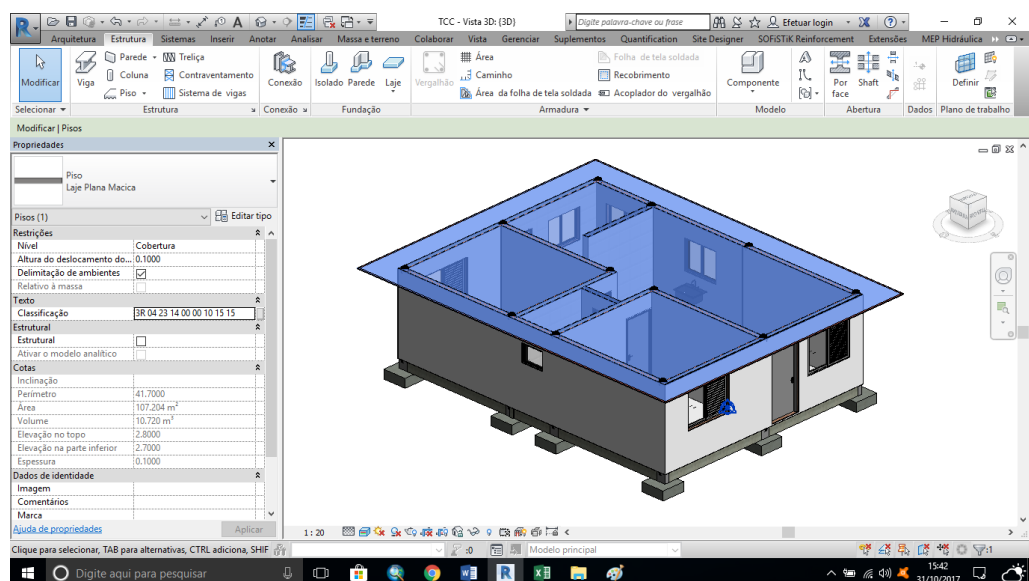 TCC - Vista 3D: {3D}
Digite palavra-chave ou frase
Efetuar login
Arquitetura Estrutura Sistemas Inserir Anotar Analisar Massa e terreno Colaborar Vista Gerenciar Suplementos Quantification Site Designer SOFiSTiK Reinforcement Extensões MEP Hidráulica
Modificar
Viga
Parede
Coluna
Piso
Treliça
Contraventamento
Sistema de vigas
Conexão
Isolado Parede Laje
Vergalhão
Área
Caminho
Área da folha de tela soldada
Folha de tela soldada
Recobrimento
Acoplador do vergalhão
Componente
Por face
Shaft
Definir
Selecionar Estrutura Conexão Fundação Armadura Modelo Abertura Dados Plano de trabalho
Modificar | Pisos
Propriedades
Piso
Laje Plana Macica
Pisos (1) Editar tipo
Restrições
Nível Cobertura
Altura do deslocamento do... 0.1000
Delimitação de ambientes
Relativo à massa
Texto
Classificação 3R 04 23 14 00 00 10 15 15
Estrutural
Estrutural
Ativar o modelo analítico
Cotas
Inclinação
Perímetro 41.7000
Área 107.204 m²
Volume 10.720 m³
Elevação no topo 2.8000
Elevação na parte inferior 2.7000
Espessura 0.1000
Dados de identidade
Imagem
Comentários
Marca
Ajuda de propriedades Aplicar
1 : 20
Clique para selecionar, TAB para alternativas, CTRL adiciona, SHIF
:0
Modelo principal
:1
Digite aqui para pesquisar
15:42
31/10/2017